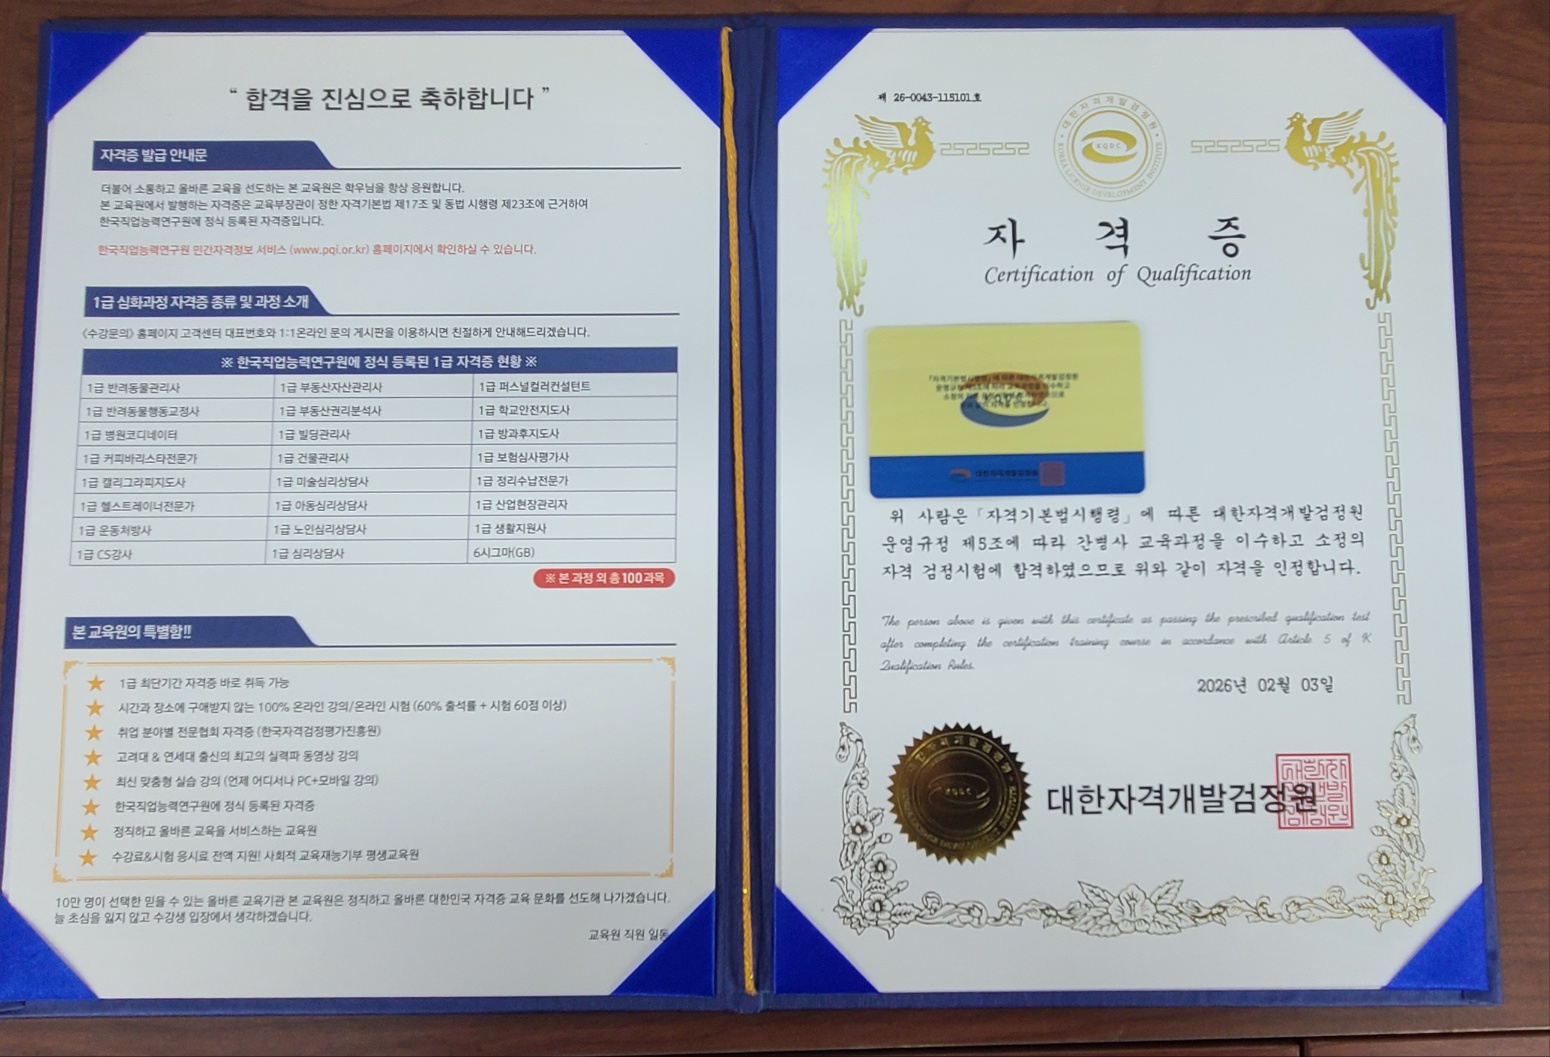 “ 합격을 진심으로 축하합니다 ”
자격증 발급 안내문
더불어 소통하고 올바른 교육을 선도하는 본 교육원은 학우님을 항상 응원합니다.
본 교육원에서 발행하는 자격증은 교육부장관이 정한 자격기본법 제17조 및 동법 시행령 제23조에 근거하여
한국직업능력연구원에 정식 등록된 자격증입니다.
한국직업능력연구원 민간자격정보 서비스 (www.pqi.or.kr) 홈페이지에서 확인하실 수 있습니다.
1급 심화과정 자격증 종류 및 과정 소개
《수강문의》 홈페이지 고객센터 대표번호와 1:1온라인 문의 게시판을 이용하시면 친절하게 안내해드리겠습니다.
※ 한국직업능력연구원에 정식 등록된 1급 자격증 현황 ※
1급 반려동물관리사 1급 부동산자산관리사 1급 퍼스널컬러컨설턴트
1급 반려동물행동교정사 1급 부동산권리분석사 1급 학교안전지도사
1급 병원코디네이터 1급 빌딩관리사 1급 방과후지도사
1급 커피바리스타전문가 1급 건물관리사 1급 보험심사평가사
1급 캘리그라피지도사 1급 미술심리상담사 1급 정리수납전문가
1급 헬스트레이너전문가 1급 아동심리상담사 1급 산업현장관리자
1급 운동처방사 1급 노인심리상담사 1급 생활지원사
1급 CS강사 1급 심리상담사 6시그마(GB)
※ 본 과정 외 총 100과목
본 교육원의 특별함!!
★ 1급 최단기간 자격증 바로 취득 가능
★ 시간과 장소에 구애받지 않는 100% 온라인 강의/온라인 시험 (60% 출석률 + 시험 60점 이상)
★ 취업 분야별 전문협회 자격증 (한국자격검정평가진흥원)
★ 고려대 & 연세대 출신의 최고의 실력파 동영상 강의
★ 최신 맞춤형 실습 강의 (언제 어디서나 PC+모바일 강의)
★ 한국직업능력연구원에 정식 등록된 자격증
★ 정직하고 올바른 교육을 서비스하는 교육원
★ 수강료&시험 응시료 전액 지원! 사회적 교육재능기부 평생교육원
10만 명이 선택한 믿을 수 있는 올바른 교육기관 본 교육원은 정직하고 올바른 대한민국 자격증 교육 문화를 선도해 나가겠습니다.
늘 초심을 잃지 않고 수강생 입장에서 생각하겠습니다.
교육원 직원 일동
제 26-0043-115101 호
대한자격개발검정원
KQDC
KOREA LICENSE DEVELOPMENT INSTITUTE
자 격 증
Certification of Qualification
대한자격개발검정원
위 사람은「자격기본법시행령」에 따른 대한자격개발검정원
운영규정 제5조에 따라 간병사 교육과정을 이수하고 소정의
자격 검정시험에 합격하였으므로 위와 같이 자격을 인정합니다.
The person above is given with this certificate as passing the prescribed qualification test
after completing the certification training course in accordance with Article 5 of K
Qualification Rules.
2026년 02월 03일
대한자격개발검정원